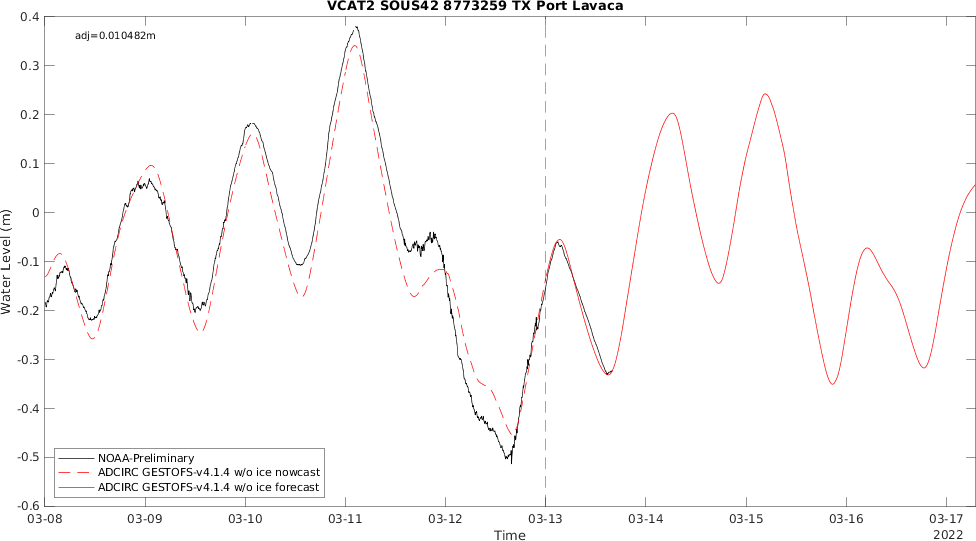 VCAT2 SOUS42 8773259 TX Port Lavaca
adj=0.010482m
Water Level (m)
0.4
0.3
0.2
0.1
0
-0.1
-0.2
-0.3
-0.4
-0.5
-0.6
NOAA-Preliminary
ADCIRC GESTOFS-v4.1.4 w/o ice nowcast
ADCIRC GESTOFS-v4.1.4 w/o ice forecast
03-08 03-09 03-10 03-11 03-12 03-13 03-14 03-15 03-16 03-17
Time
2022